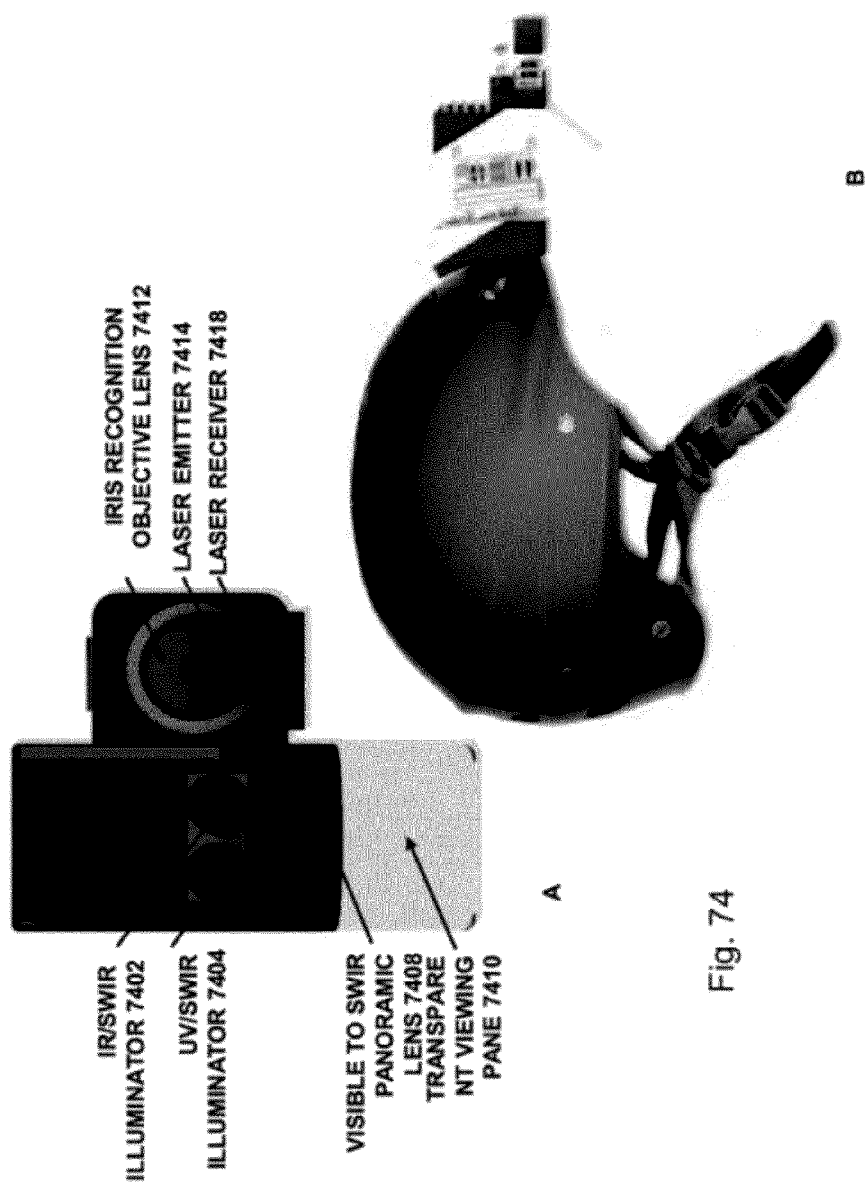 IR/SWIR
ILLUMINATOR 7402
UV/SWIR
ILLUMINATOR 7404
VISIBLE TO SWIR
PANORAMIC
LENS 7408
TRANSPARE
NT VIEWING
PANE 7410
IRIS RECOGNITION
OBJECTIVE LENS 7412
LASER EMITTER 7414
LASER RECEIVER 7418
A
B
Fig. 74